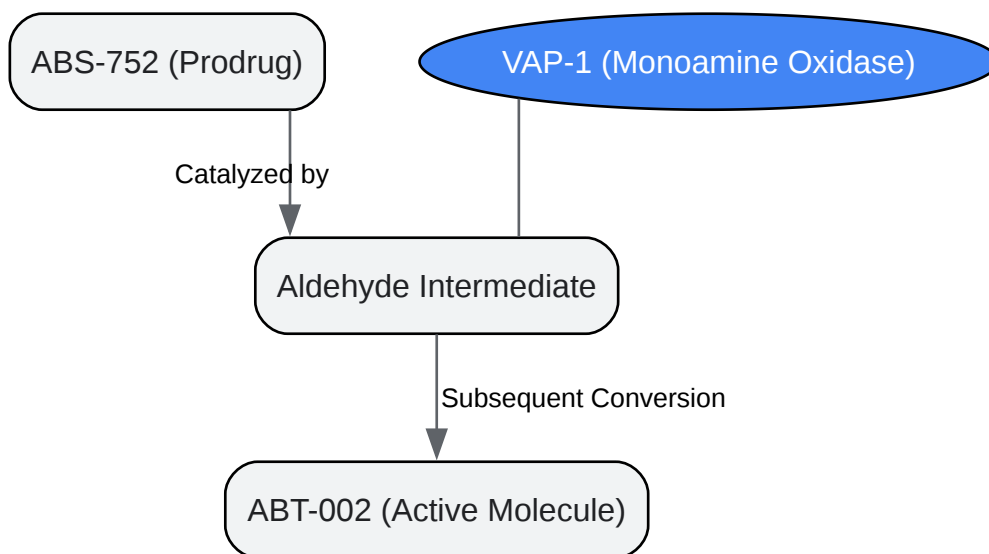 ABS-752 (Prodrug)
VAP-1 (Monoamine Oxidase)
Catalyzed by
Aldehyde Intermediate
Subsequent Conversion
ABT-002 (Active Molecule)